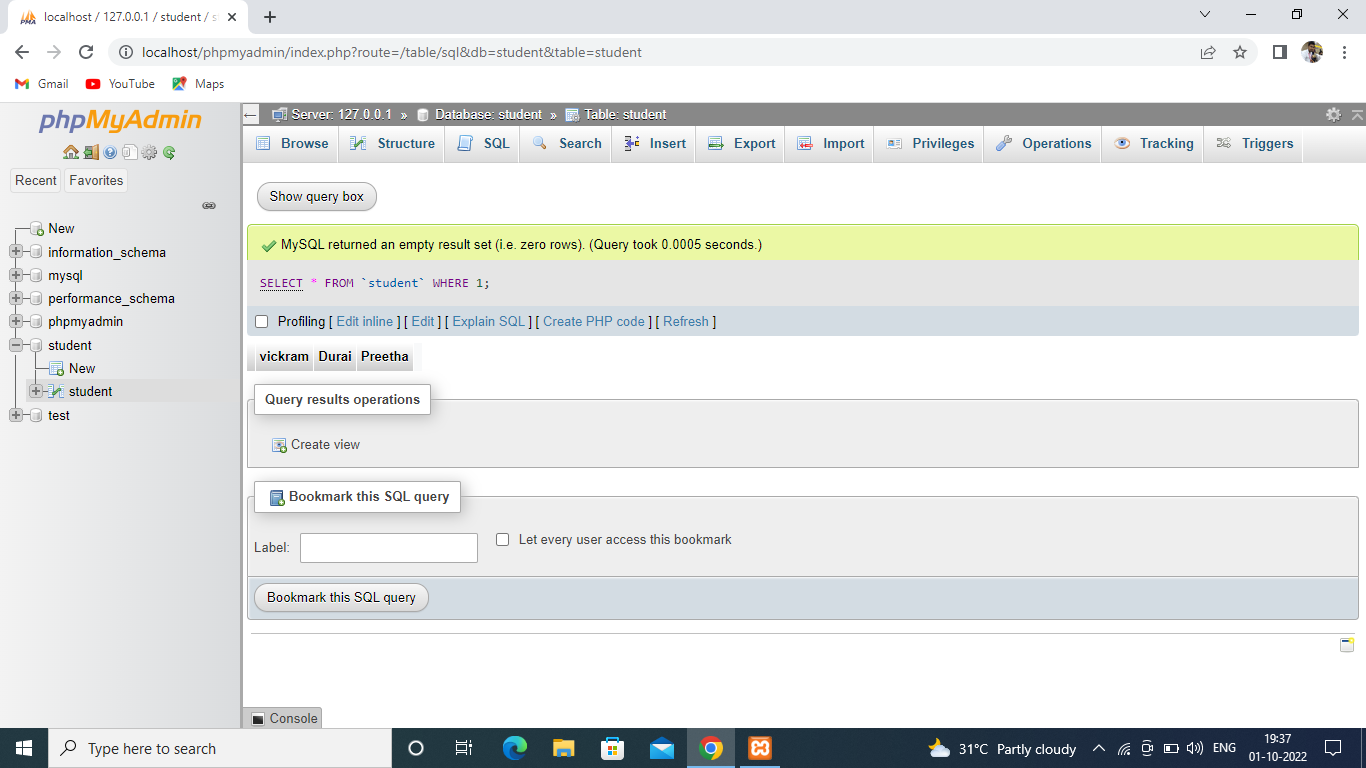 localhost / 127.0.0.1 / student / s
localhost/phpmyadmin/index.php?route=/table/sql&db=student&table=student
Gmail YouTube Maps
phpMyAdmin
Recent Favorites
New
information_schema
mysql
performance_schema
phpmyadmin
student
New
student
test
Server: 127.0.0.1 » Database: student » Table: student
Browse Structure SQL Search Insert Export Import Privileges Operations Tracking Triggers
Show query box
MySQL returned an empty result set (i.e. zero rows). (Query took 0.0005 seconds.)
SELECT * FROM `student` WHERE 1;
Profiling [ Edit inline ] [ Edit ] [ Explain SQL ] [ Create PHP code ] [ Refresh ]
vickram Durai Preetha
Query results operations
Create view
Bookmark this SQL query
Label: Let every user access this bookmark
Bookmark this SQL query
Console
Type here to search
31°C Partly cloudy
ENG
19:37
01-10-2022